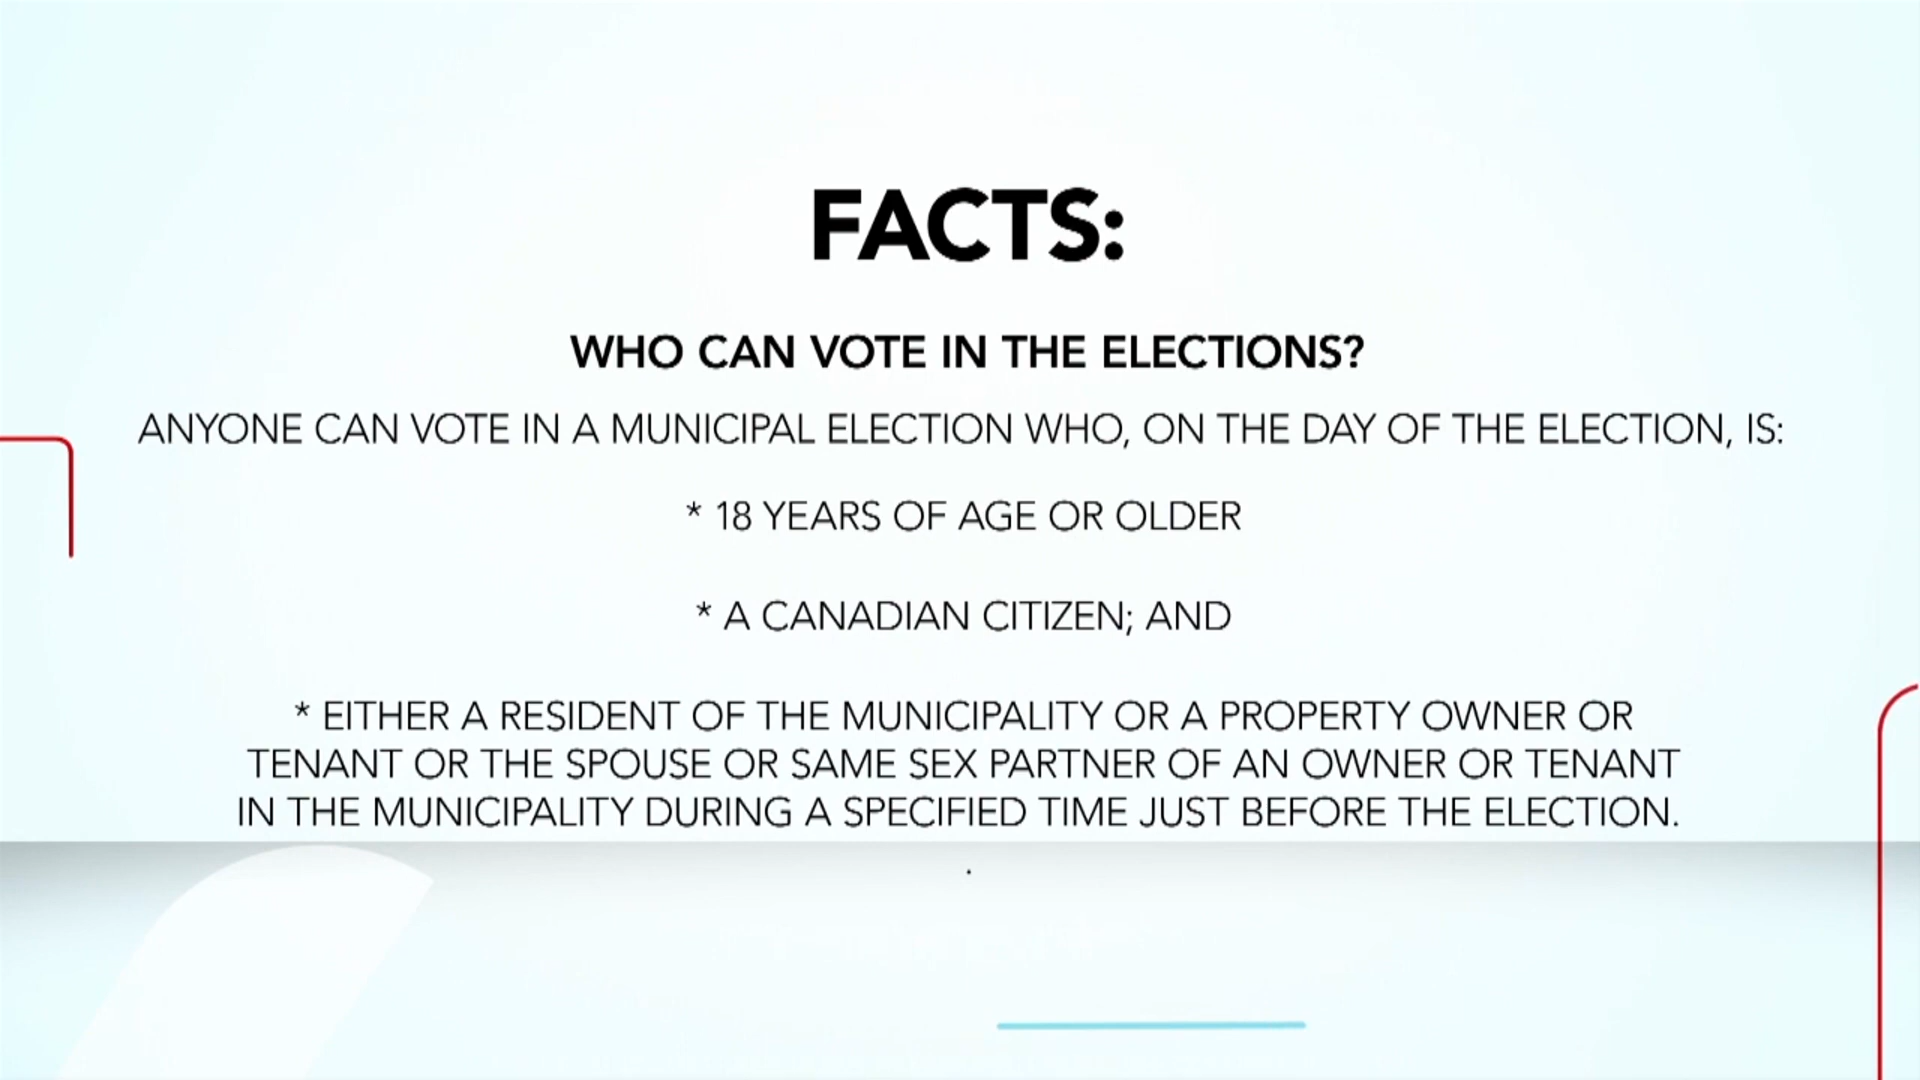 FACTS:
WHO CAN VOTE IN THE ELECTIONS?
ANYONE CAN VOTE IN A MUNICIPAL ELECTION WHO, ON THE DAY OF THE ELECTION, IS:
* 18 YEARS OF AGE OR OLDER
* A CANADIAN CITIZEN; AND
* EITHER A RESIDENT OF THE MUNICIPALITY OR A PROPERTY OWNER OR
TENANT OR THE SPOUSE OR SAME SEX PARTNER OF AN OWNER OR TENANT
IN THE MUNICIPALITY DURING A SPECIFIED TIME JUST BEFORE THE ELECTION.
.